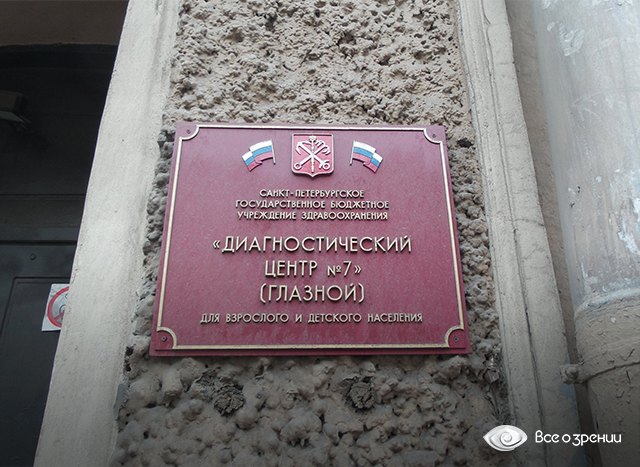 САНКТ-ПЕТЕРБУРГСКОЕ
ГОСУДАРСТВЕННОЕ БЮДЖЕТНОЕ
УЧРЕЖДЕНИЕ ЗДРАВООХРАНЕНИЯ
«ДИАГНОСТИЧЕСКИЙ
ЦЕНТР №7»
(ГЛАЗНОЙ)
ДЛЯ ВЗРОСЛОГО И ДЕТСКОГО НАСЕЛЕНИЯ
Все о зрении